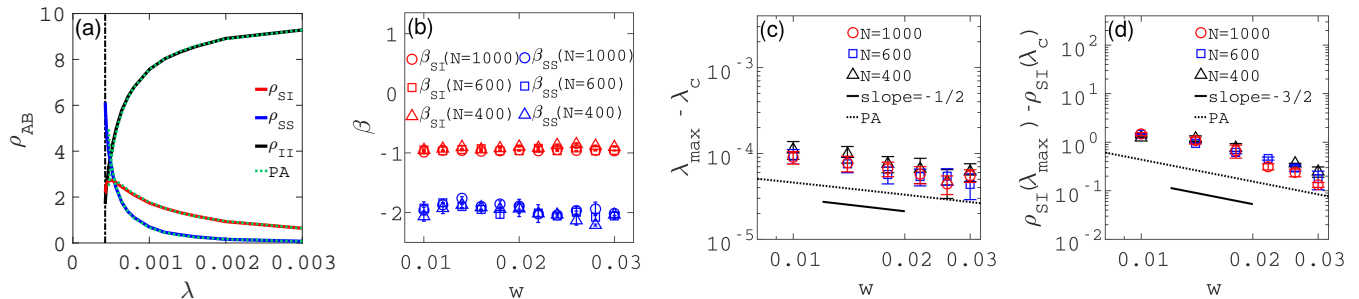 (a)
10
8
6
4
2
0
ρ_AB
ρ_SI
ρ_SS
ρ_II
PA
0
0.001
0.002
0.003
λ
(b)
1
0
-1
-2
β
β_SI(N=1000)
β_SS(N=1000)
β_SI(N=600)
β_SS(N=600)
β_SI(N=400)
β_SS(N=400)
0.01
0.02
0.03
w
(c)
10^-3
10^-4
10^-5
λ_max - λ_c
N=1000
N=600
N=400
slope=-1/2
PA
0.01
0.02
0.03
w
(d)
10^2
10^1
10^0
10^-1
10^-2
ρ_SI(λ_max) - ρ_SI(λ_c)
N=1000
N=600
N=400
slope=-3/2
PA
0.01
0.02
0.03
w